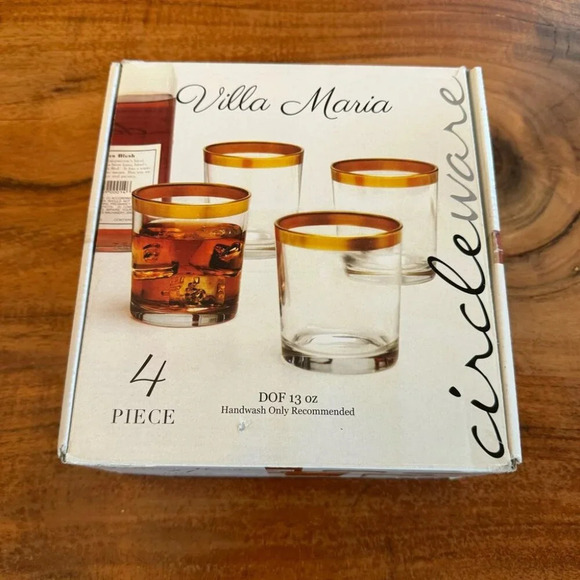 Villa Maria
circleware
4
PIECE
DOF 13 oz
Handwash Only Recommended